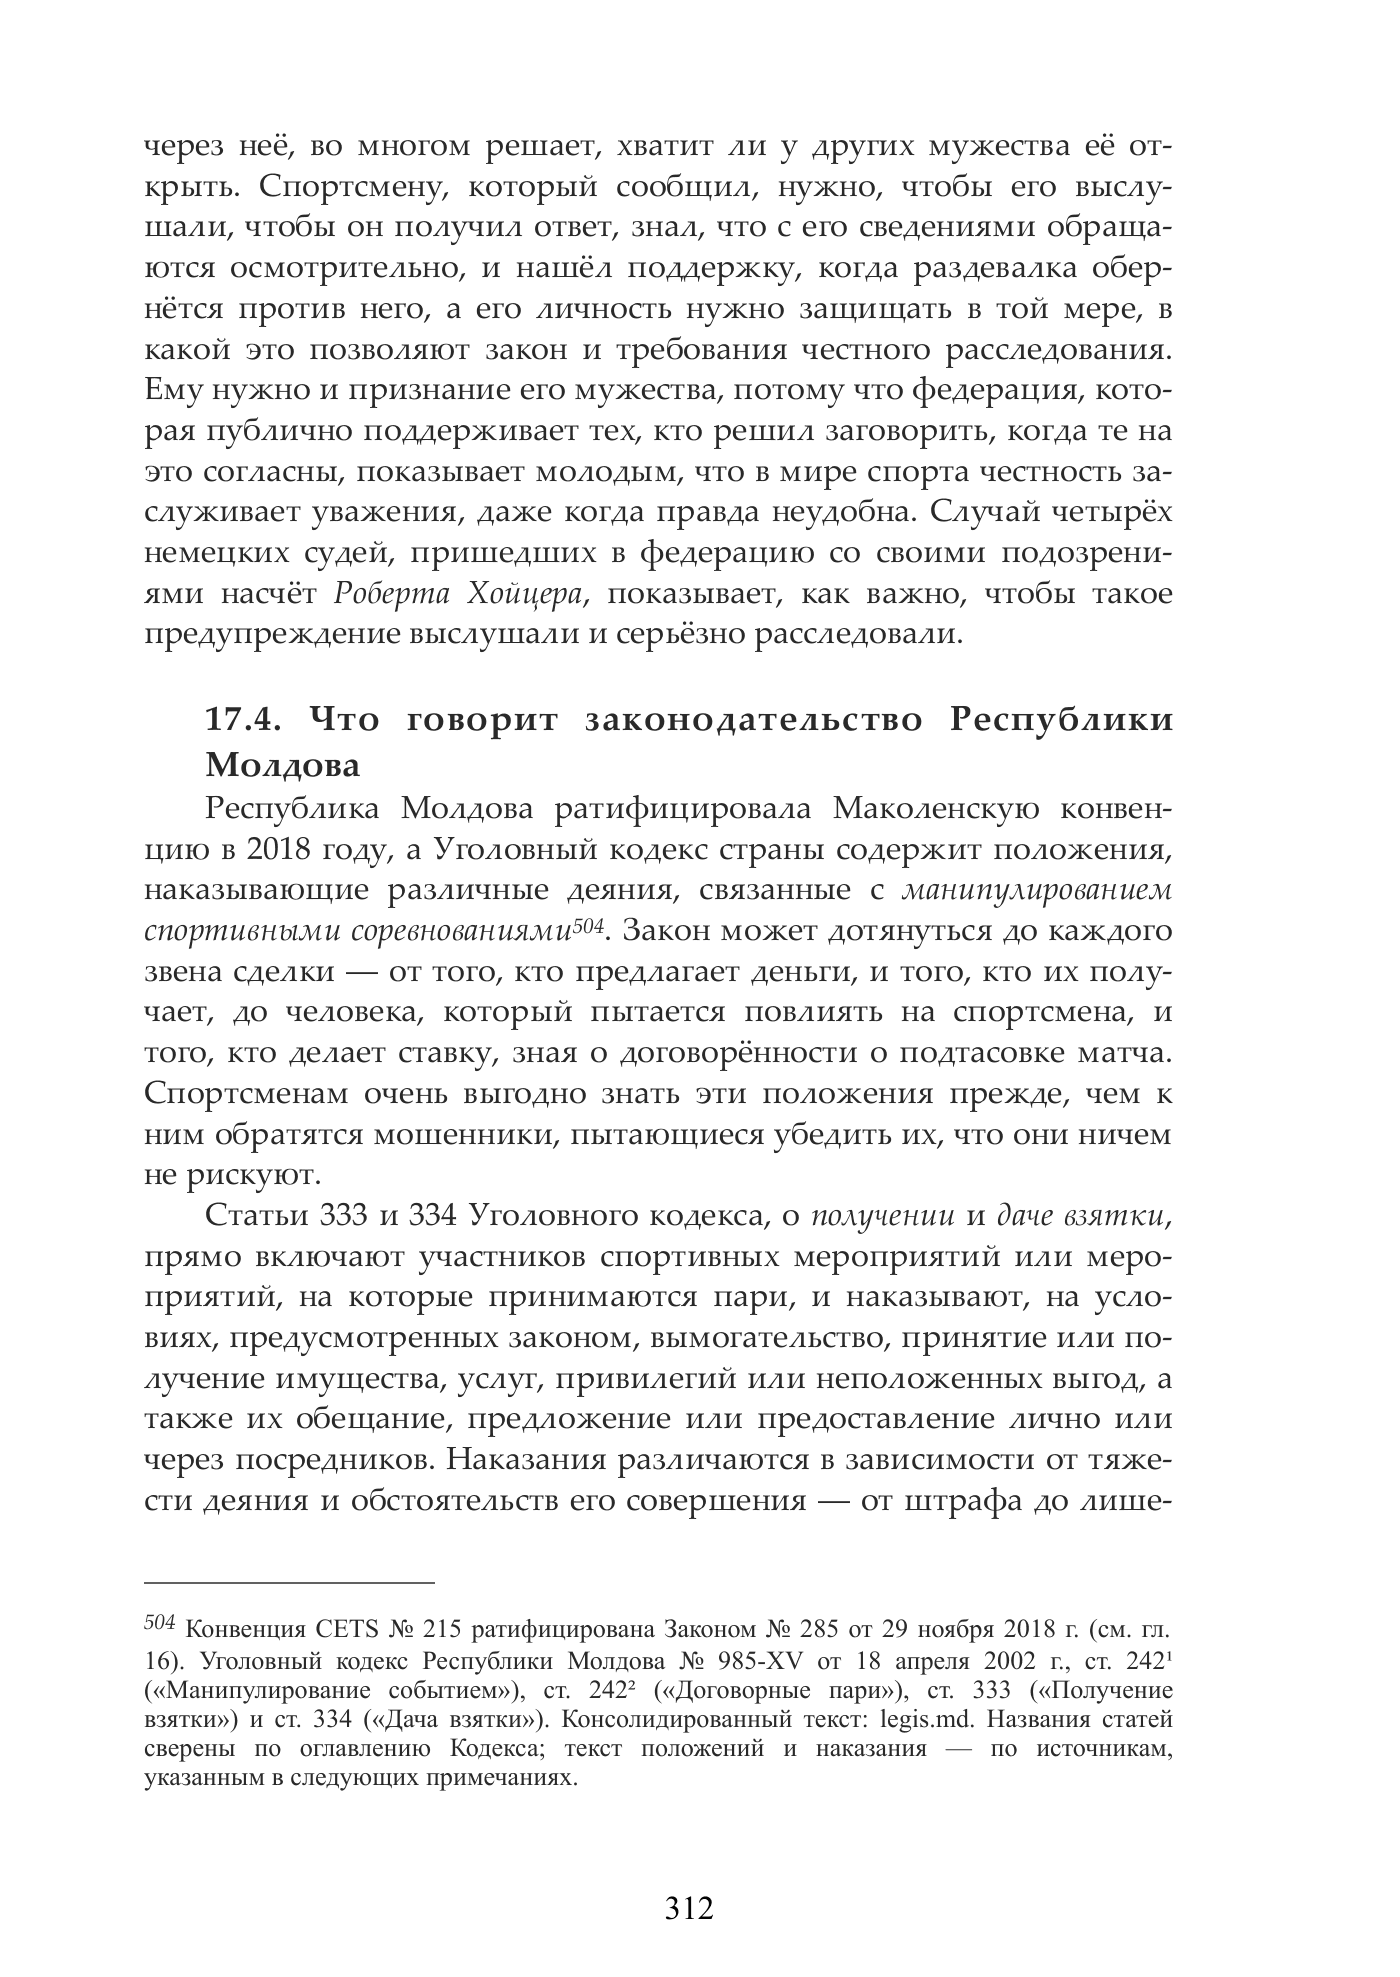 через неё, во многом решает, хватит ли у других мужества её от-
крыть. Спортсмену, который сообщил, нужно, чтобы его выслу-
шали, чтобы он получил ответ, знал, что с его сведениями обраща-
ются осмотрительно, и нашёл поддержку, когда раздевалка обер-
нётся против него, а его личность нужно защищать в той мере, в
какой это позволяют закон и требования честного расследования.
Ему нужно и признание его мужества, потому что федерация, кото-
рая публично поддерживает тех, кто решил заговорить, когда те на
это согласны, показывает молодым, что в мире спорта честность за-
служивает уважения, даже когда правда неудобна. Случай четырёх
немецких судей, пришедших в федерацию со своими подозрени-
ями насчёт Роберта Хойцера, показывает, как важно, чтобы такое
предупреждение выслушали и серьёзно расследовали.
17.4. Что говорит законодательство Республики
Молдова
Республика Молдова ратифицировала Маколенскую конвен-
цию в 2018 году, а Уголовный кодекс страны содержит положения,
наказывающие различные деяния, связанные с манипулированием
спортивными соревнованиями504. Закон может дотянуться до каждого
звена сделки — от того, кто предлагает деньги, и того, кто их полу-
чает, до человека, который пытается повлиять на спортсмена, и
того, кто делает ставку, зная о договорённости о подтасовке матча.
Спортсменам очень выгодно знать эти положения прежде, чем к
ним обратятся мошенники, пытающиеся убедить их, что они ничем
не рискуют.
Статьи 333 и 334 Уголовного кодекса, о получении и даче взятки,
прямо включают участников спортивных мероприятий или меро-
приятий, на которые принимаются пари, и наказывают, на усло-
виях, предусмотренных законом, вымогательство, принятие или по-
лучение имущества, услуг, привилегий или неположенных выгод, а
также их обещание, предложение или предоставление лично или
через посредников. Наказания различаются в зависимости от тяже-
сти деяния и обстоятельств его совершения — от штрафа до лише-
504 Конвенция CETS № 215 ратифицирована Законом № 285 от 29 ноября 2018 г. (см. гл.
16). Уголовный кодекс Республики Молдова № 985-XV от 18 апреля 2002 г., ст. 242¹
(«Манипулирование событием»), ст. 242² («Договорные пари»), ст. 333 («Получение
взятки») и ст. 334 («Дача взятки»). Консолидированный текст: legis.md. Названия статей
сверены по оглавлению Кодекса; текст положений и наказания — по источникам,
указанным в следующих примечаниях.
312